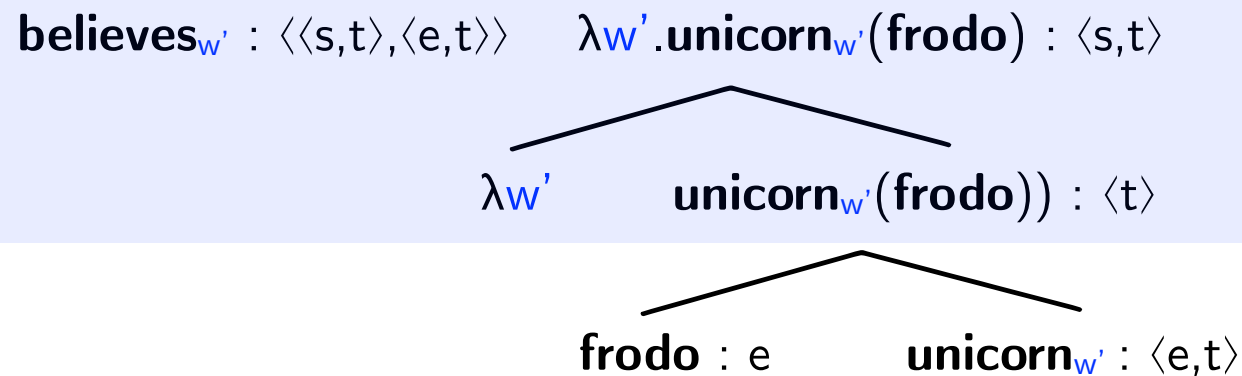 believesw' : ⟨⟨s,t⟩,⟨e,t⟩⟩ λw'.unicornw'(frodo) : ⟨s,t⟩
λw' unicornw'(frodo)) : ⟨t⟩
frodo : e unicornw' : ⟨e,t⟩